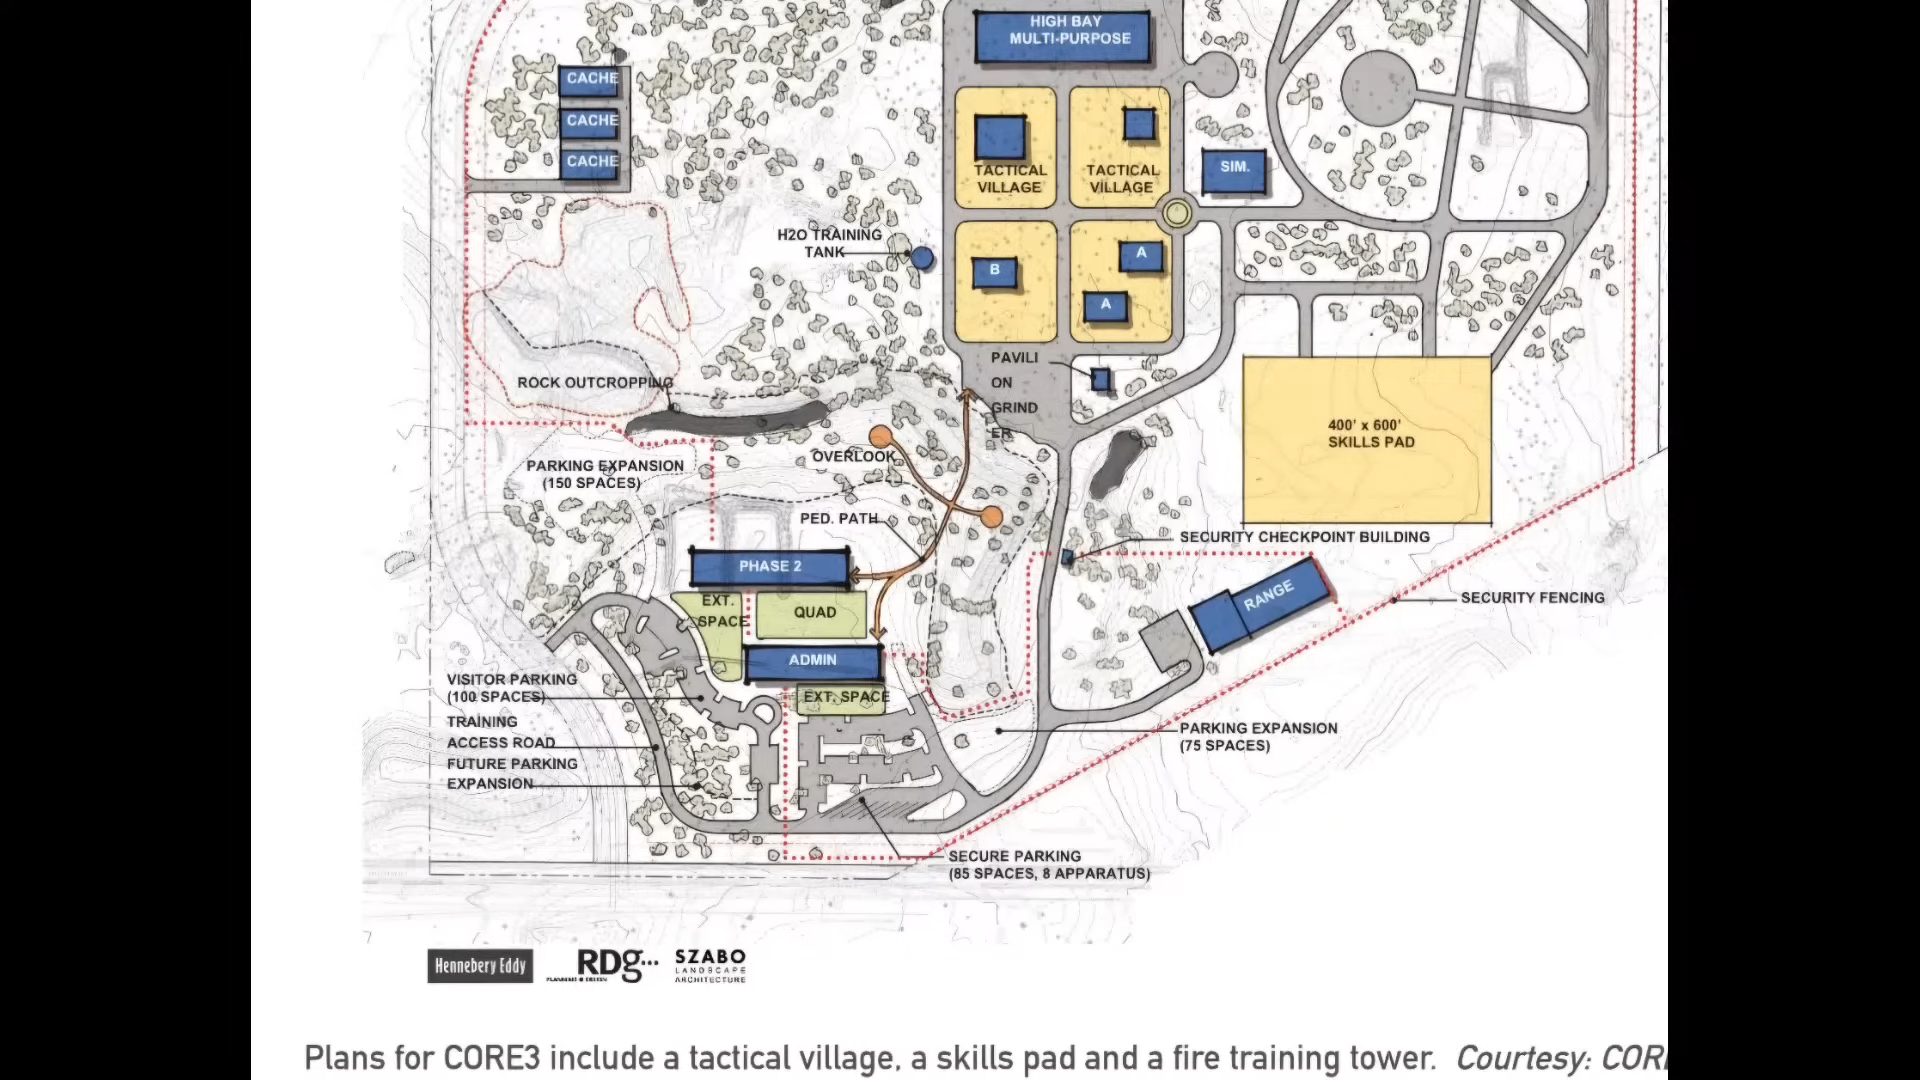 HIGH BAY
MULTI-PURPOSE
CACHE
CACHE
CACHE
TACTICAL
VILLAGE
TACTICAL
VILLAGE
SIM.
H2O TRAINING
TANK
B
A
A
PAVILI
ON
GRIND
ER
ROCK OUTCROPPING
400' x 600'
SKILLS PAD
OVERLOOK
PARKING EXPANSION
(150 SPACES)
PED. PATH
SECURITY CHECKPOINT BUILDING
PHASE 2
RANGE
SECURITY FENCING
EXT.
SPACE
QUAD
ADMIN
EXT. SPACE
VISITOR PARKING
(100 SPACES)
TRAINING
ACCESS ROAD
FUTURE PARKING
EXPANSION
PARKING EXPANSION
(75 SPACES)
SECURE PARKING
(85 SPACES, 8 APPARATUS)
Hennebery Eddy
RDg...
PLANNING & DESIGN
SZABO
LANDSCAPE
ARCHITECTURE
Plans for CORE3 include a tactical village, a skills pad and a fire training tower. Courtesy: COR